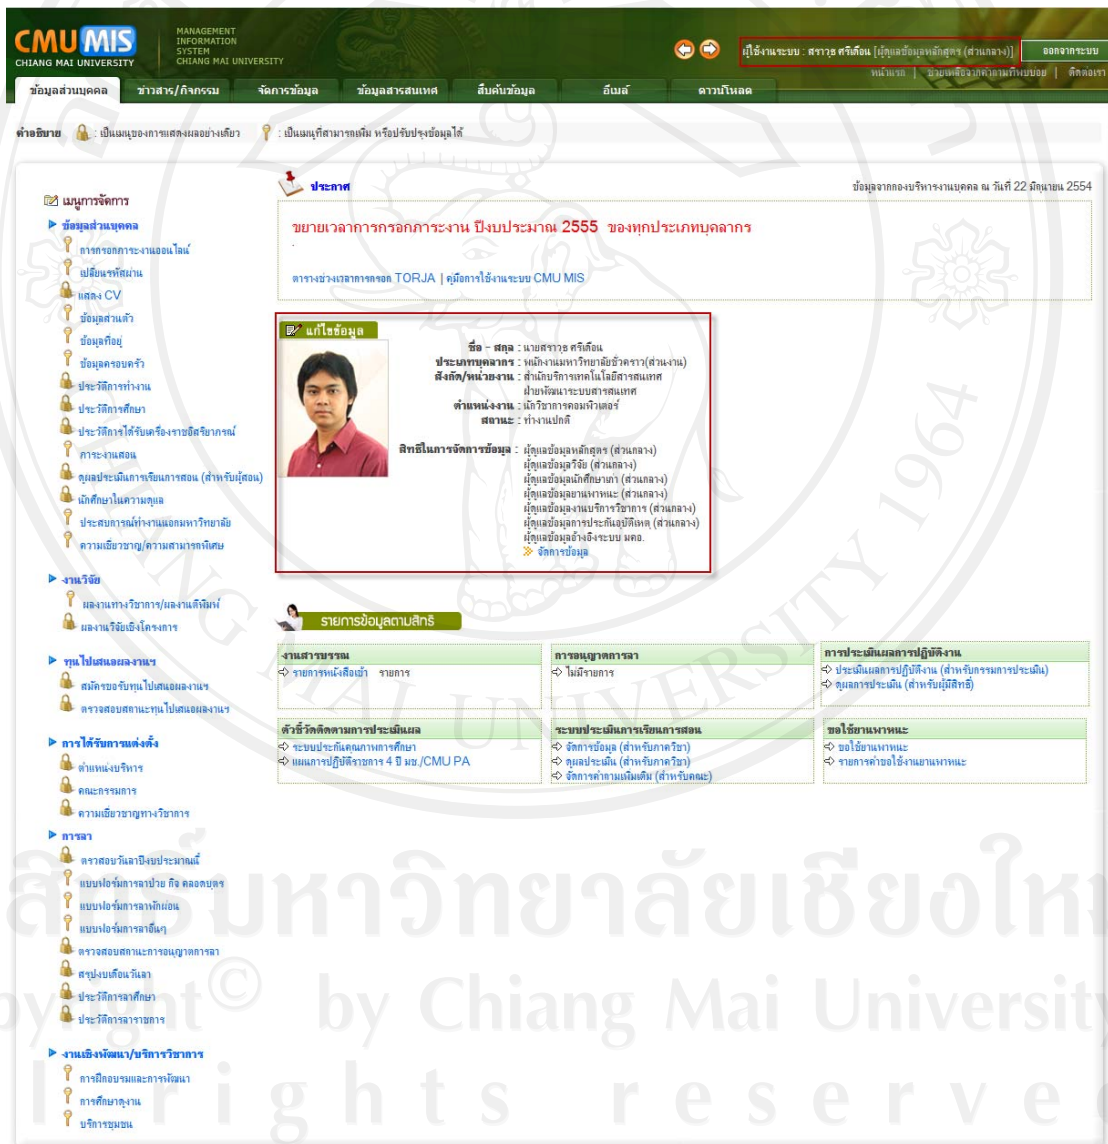 CMU MIS
CHIANG MAI UNIVERSITY
MANAGEMENT
INFORMATION
SYSTEM
CHIANG MAI UNIVERSITY
ผู้ใช้งานระบบ : สราวุธ ศรีเดือน [ผู้ดูแลข้อมูลหลักสูตร (ส่วนกลาง)]
ออกจากระบบ
หน้าแรก | ช่วยเหลือจากคำถามที่พบบ่อย | ติดต่อเรา
ข้อมูลส่วนบุคคล ข่าวสาร/กิจกรรม จัดการข้อมูล ข้อมูลสารสนเทศ สืบค้นข้อมูล อีเมล์ ดาวน์โหลด
คำอธิบาย : เป็นเมนูของการแสดงผลอย่างเดียว : เป็นเมนูที่สามารถเพิ่ม หรือปรับปรุงข้อมูลได้
เมนูการจัดการ
ข้อมูลส่วนบุคคล
การกรอกภาระงานออนไลน์
เปลี่ยนรหัสผ่าน
แสดง CV
ข้อมูลส่วนตัว
ข้อมูลที่อยู่
ข้อมูลครอบครัว
ประวัติการทำงาน
ประวัติการศึกษา
ประวัติการได้รับเครื่องราชอิสริยาภรณ์
ภาระงานสอน
ดูผลประเมินการเรียนการสอน (สำหรับผู้สอน)
นักศึกษาในความดูแล
ประสบการณ์ทำงานนอกมหาวิทยาลัย
ความเชี่ยวชาญ/ความสามารถพิเศษ
งานวิจัย
ผลงานทางวิชาการ/ผลงานตีพิมพ์
ผลงานวิจัยเชิงโครงการ
ทุนไปเสนอผลงานฯ
สมัครขอรับทุนไปเสนอผลงานฯ
ตรวจสอบสถานะทุนไปเสนอผลงานฯ
การได้รับการแต่งตั้ง
ตำแหน่งบริหาร
คณะกรรมการ
ความเชี่ยวชาญทางวิชาการ
การลา
ตรวสอบวันลาปีงบประมาณนี้
แบบฟอร์มการลาป่วย กิจ คลอดบุตร
แบบฟอร์มการลาพักผ่อน
แบบฟอร์มการลาอื่นๆ
ตรวจสอบสถานะการอนุญาตการลา
สรุปงบเดือนวันลา
ประวัติการลาศึกษา
ประวัติการลาราชการ
งานเชิงพัฒนา/บริการวิชาการ
การฝึกอบรมและการพัฒนา
การศึกษาดูงาน
บริการชุมชน
ประกาศ
ข้อมูลจากกองบริหารงานบุคคล ณ วันที่ 22 มิถุนายน 2554
ขยายเวลาการกรอกภาระงาน ปีงบประมาณ 2555 ของทุกประเภทบุคลากร
ตารางช่วงเวลาการกรอก TORJA | คู่มือการใช้งานระบบ CMU MIS
แก้ไขข้อมูล
ชื่อ - สกุล : นายสราวุธ ศรีเดือน
ประเภทบุคลากร : พนักงานมหาวิทยาลัยชั่วคราว(ส่วนงาน)
สังกัด/หน่วยงาน : สำนักบริการเทคโนโลยีสารสนเทศ
ฝ่ายพัฒนาระบบสารสนเทศ
ตำแหน่งงาน : นักวิชาการคอมพิวเตอร์
สถานะ : ทำงานปกติ
สิทธิในการจัดการข้อมูล : ผู้ดูแลข้อมูลหลักสูตร (ส่วนกลาง)
ผู้ดูแลข้อมูลวิจัย (ส่วนกลาง)
ผู้ดูแลข้อมูลนักศึกษาเก่า (ส่วนกลาง)
ผู้ดูแลข้อมูลยานพาหนะ (ส่วนกลาง)
ผู้ดูแลข้อมูลงานบริการวิชาการ (ส่วนกลาง)
ผู้ดูแลข้อมูลการประกันอุบัติเหตุ (ส่วนกลาง)
ผู้ดูแลข้อมูลอ้างอิงระบบ มคอ.
จัดการข้อมูล
รายการข้อมูลตามสิทธิ
งานสารบรรณ
รายการหนังสือเข้า รายการ
การอนุญาตการลา
ไม่มีรายการ
การประเมินผลการปฏิบัติงาน
ประเมินผลการปฏิบัติงาน (สำหรับกรรมการประเมิน)
ดูผลการประเมิน (สำหรับผู้มีสิทธิ์)
ตัวชี้วัดติดตามการประเมินผล
ระบบประกันคุณภาพการศึกษา
แผนการปฏิบัติราชการ 4 ปี มช./CMU PA
ระบบประเมินการเรียนการสอน
จัดการข้อมูล (สำหรับภาควิชา)
ดูผลประเมิน (สำหรับภาควิชา)
จัดการคำถามเพิ่มเติม (สำหรับคณะ)
ขอใช้ยานพาหนะ
ขอใช้ยานพาหนะ
รายการคำขอใช้งานยานพาหนะ
CHIANG MAI UNIVERSITY 1964
สิทธิ์มหาวิทยาลัยเชียงใหม่
© by Chiang Mai University
rights reserved